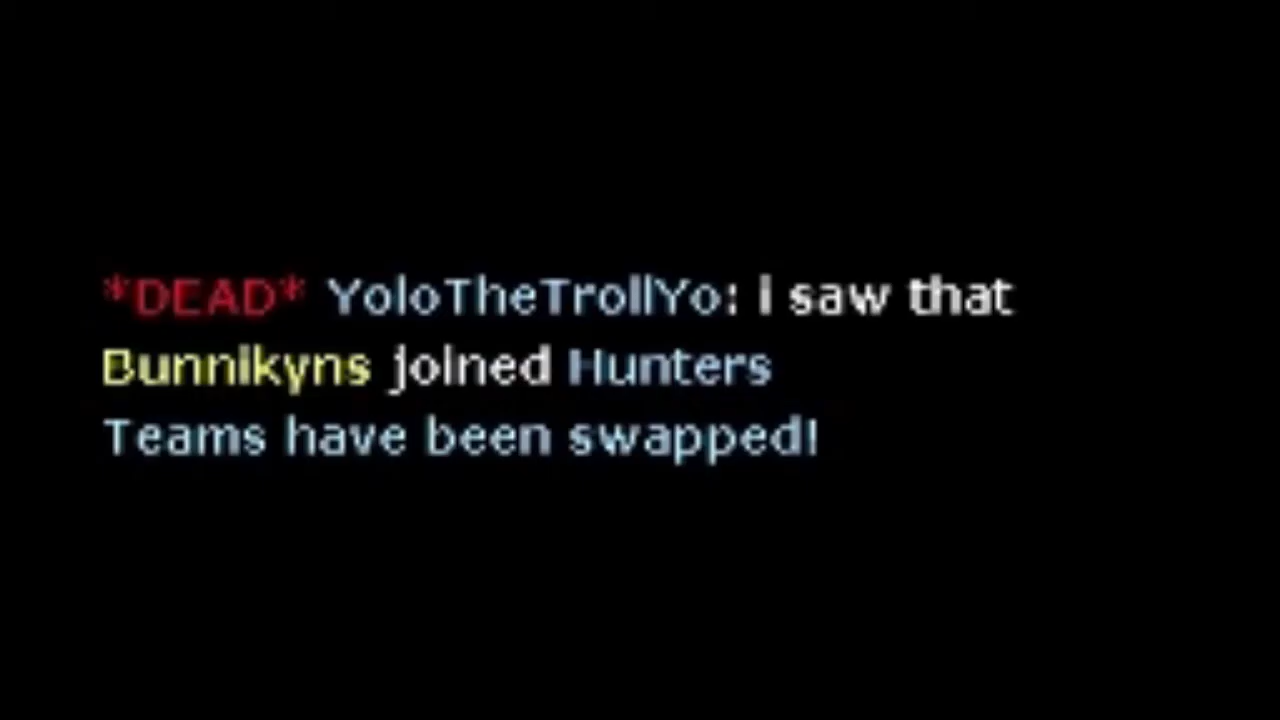 *DEAD* YoloTheTrollYo: i saw that
Bunnikyns joined Hunters
Teams have been swapped!